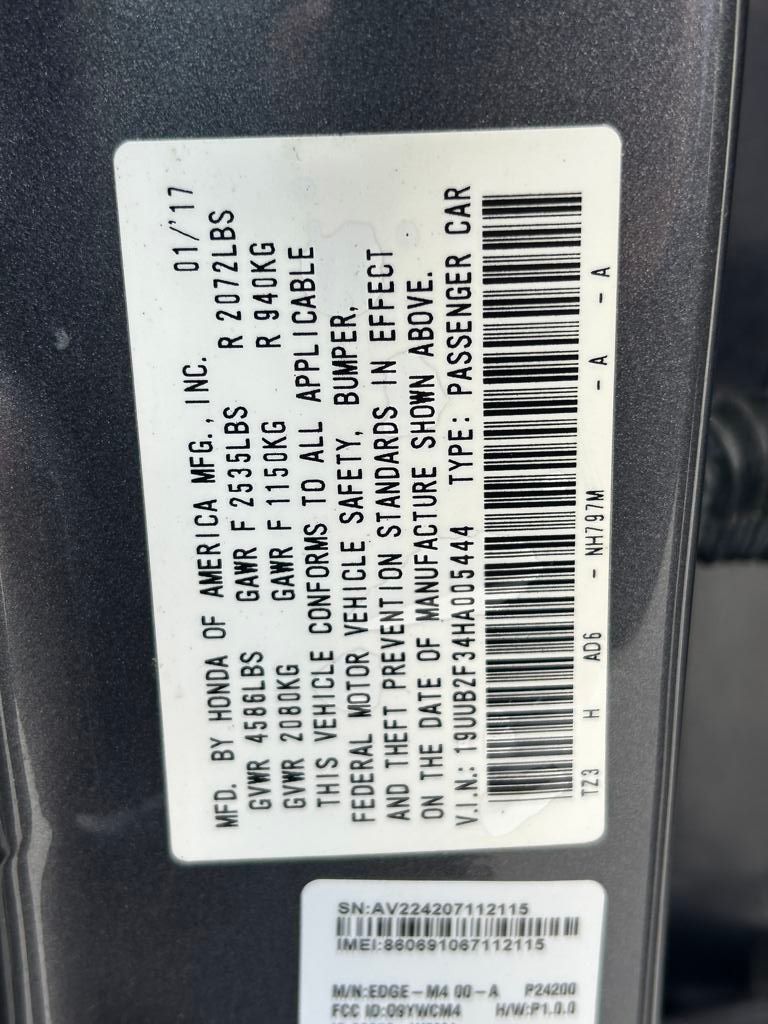 MFD. BY HONDA OF AMERICA MFG., INC. 01/'17
GVWR 4586LBS GAWR F 2535LBS R 2072LBS
GVWR 2080KG GAWR F 1150KG R 940KG
THIS VEHICLE CONFORMS TO ALL APPLICABLE
FEDERAL MOTOR VEHICLE SAFETY, BUMPER,
AND THEFT PREVENTION STANDARDS IN EFFECT
ON THE DATE OF MANUFACTURE SHOWN ABOVE.
V.I.N.: 19UUB2F34HA005444 TYPE: PASSENGER CAR
TZ3 H AD6 - NH797M - A - A
SN:AV224207112115
IMEI:860691067112115
M/N:EDGE-M4 00-A P24200
FCC ID:O9YWCM4 H/W:P1.0.0